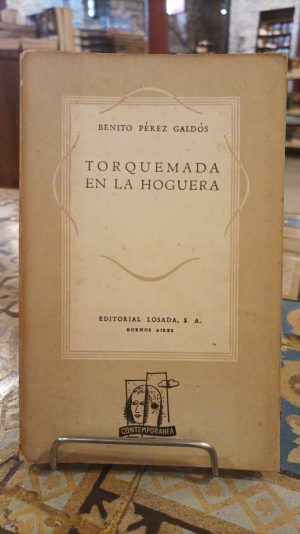 BENITO PÉREZ GALDÓS
TORQUEMADA
EN LA HOGUERA
EDITORIAL LOSADA, S. A.
BUENOS AIRES
CONTEMPORANEA